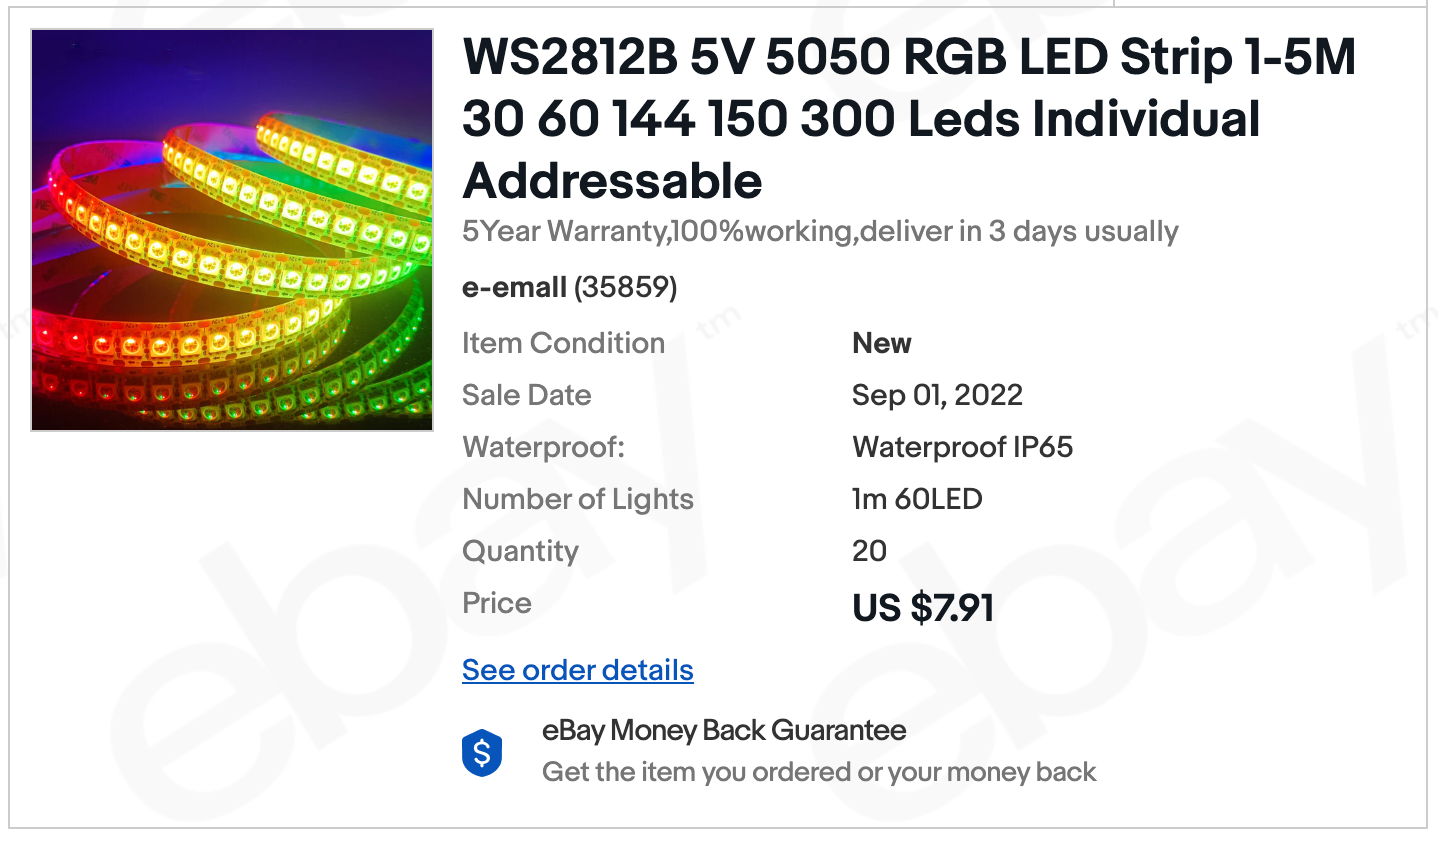 WS2812B 5V 5050 RGB LED Strip 1-5M
30 60 144 150 300 Leds Individual
Addressable
5Year Warranty,100%working,deliver in 3 days usually
e-emall (35859)
Item Condition New
Sale Date Sep 01, 2022
Waterproof: Waterproof IP65
Number of Lights 1m 60LED
Quantity 20
Price US $7.91
See order details
$
eBay Money Back Guarantee
Get the item you ordered or your money back
ebay tm
ebay tm